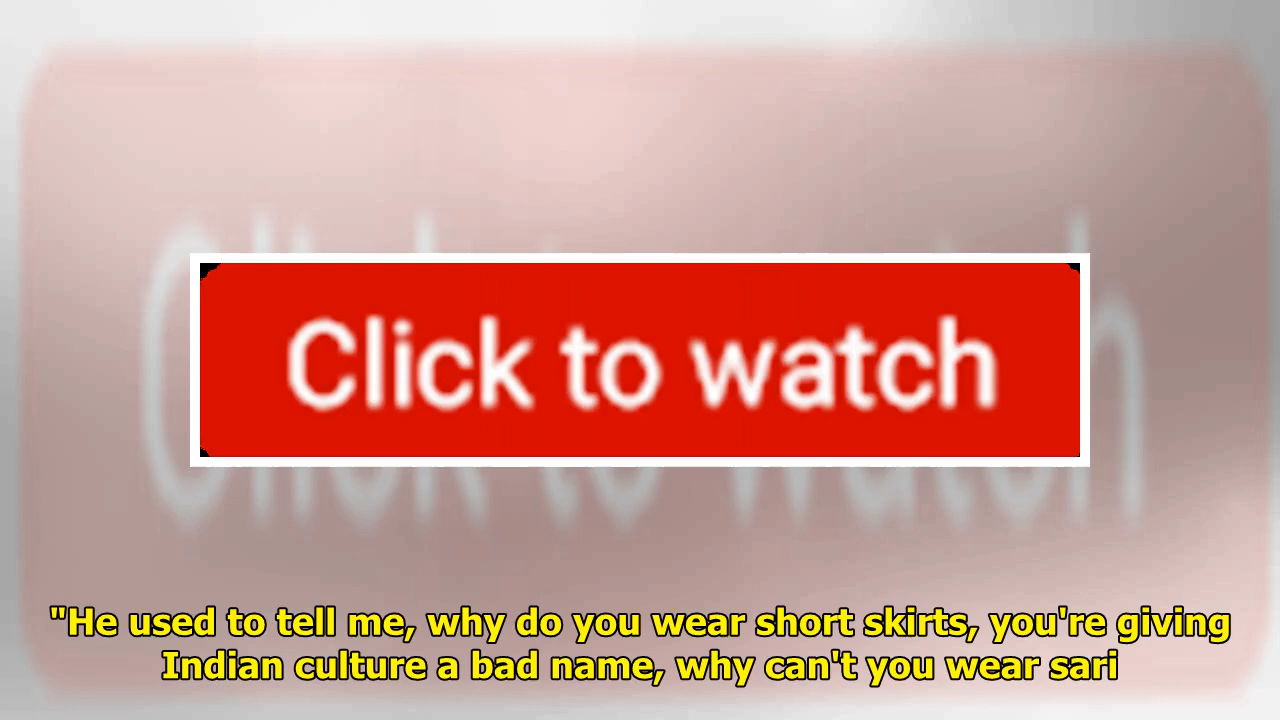 Click to watch
"He used to tell me, why do you wear short skirts, you're giving
Indian culture a bad name, why can't you wear sari